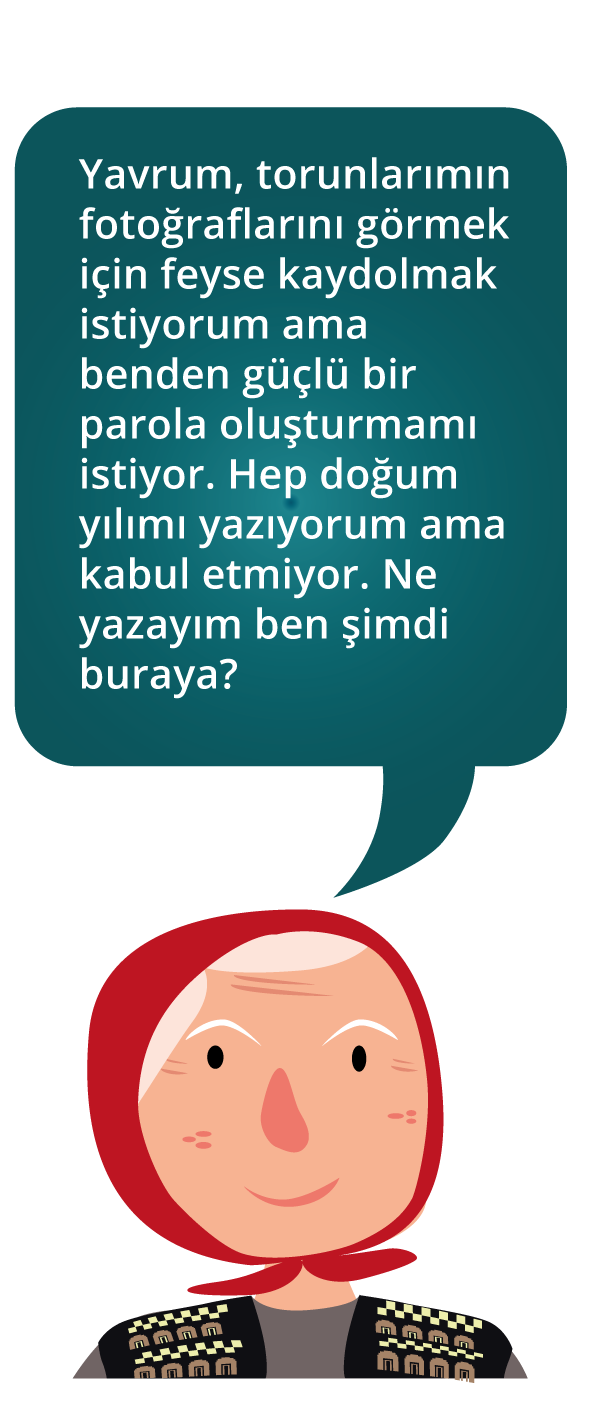 Yavrum, torunlarımın
fotoğraflarını görmek
için feyse kaydolmak
istiyorum ama
benden güçlü bir
parola oluşturmamı
istiyor. Hep doğum
yılımı yazıyorum ama
kabul etmiyor. Ne
yazayım ben şimdi
buraya?